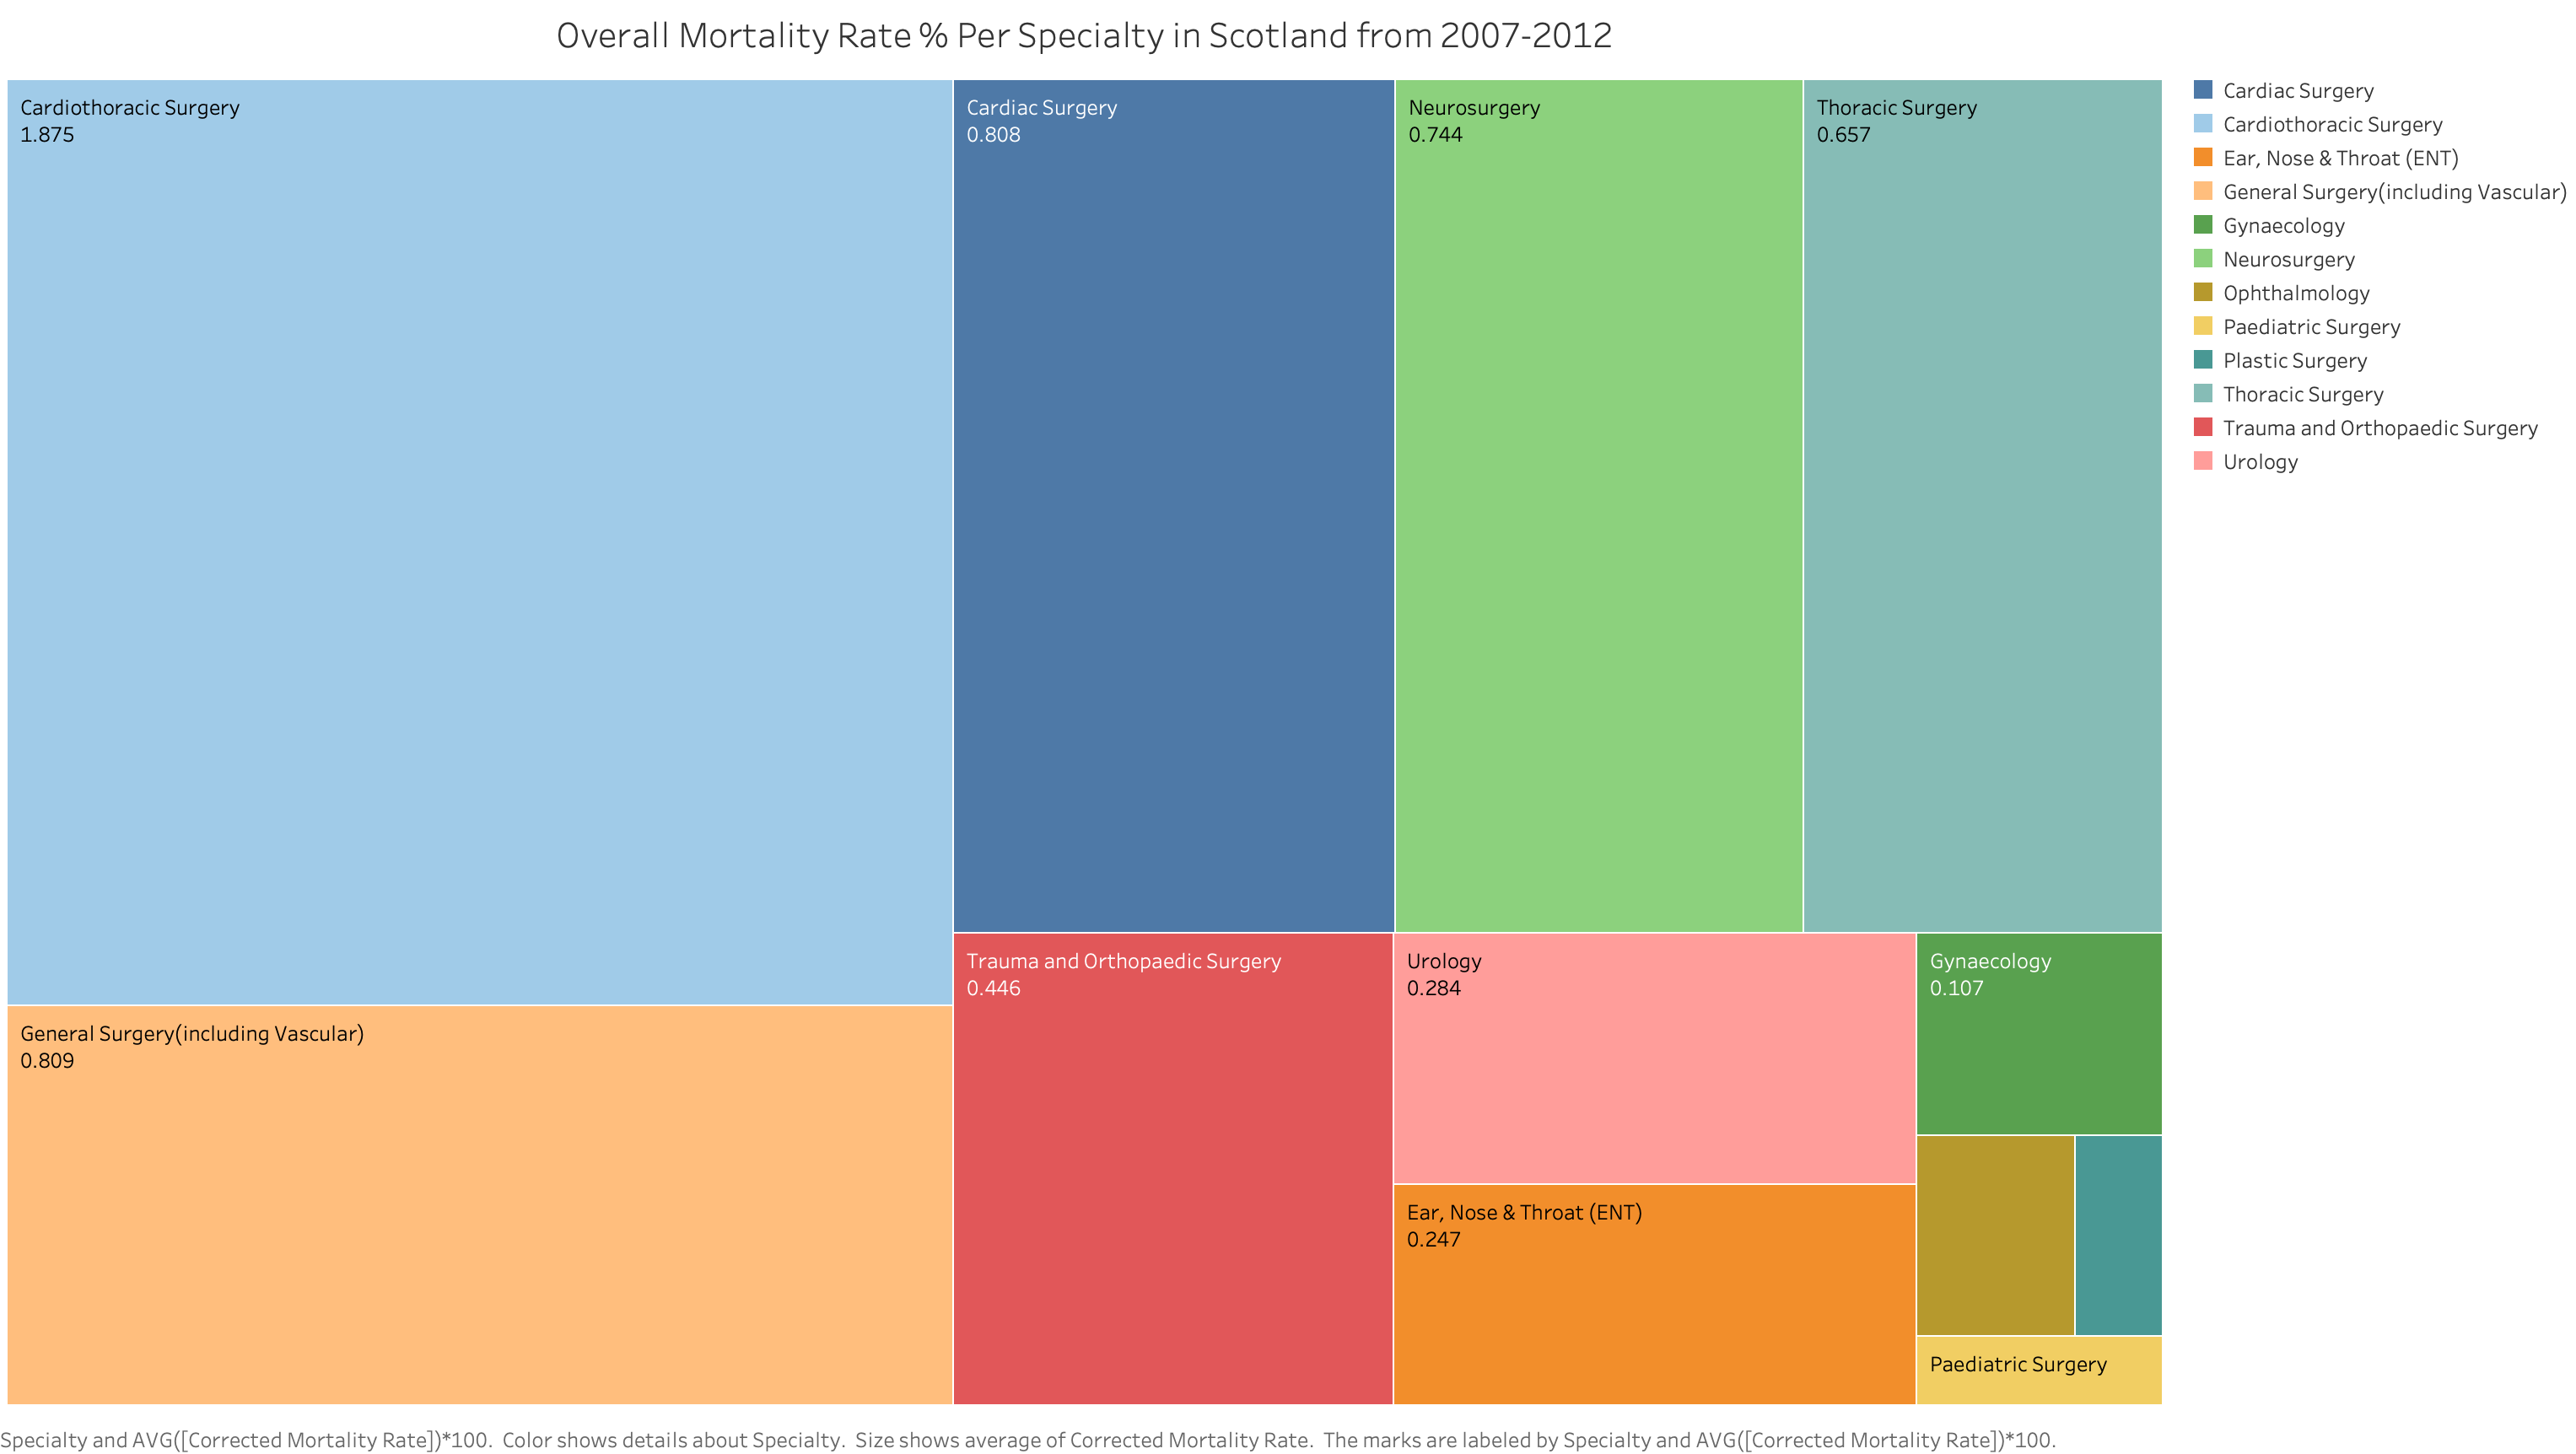 Overall Mortality Rate % Per Specialty in Scotland from 2007-2012
Cardiothoracic Surgery
1.875
Cardiac Surgery
0.808
Neurosurgery
0.744
Thoracic Surgery
0.657
General Surgery(including Vascular)
0.809
Trauma and Orthopaedic Surgery
0.446
Urology
0.284
Gynaecology
0.107
Ear, Nose & Throat (ENT)
0.247
Paediatric Surgery
Cardiac Surgery
Cardiothoracic Surgery
Ear, Nose & Throat (ENT)
General Surgery(including Vascular)
Gynaecology
Neurosurgery
Ophthalmology
Paediatric Surgery
Plastic Surgery
Thoracic Surgery
Trauma and Orthopaedic Surgery
Urology
Specialty and AVG([Corrected Mortality Rate])*100.  Color shows details about Specialty.  Size shows average of Corrected Mortality Rate.  The marks are labeled by Specialty and AVG([Corrected Mortality Rate])*100.